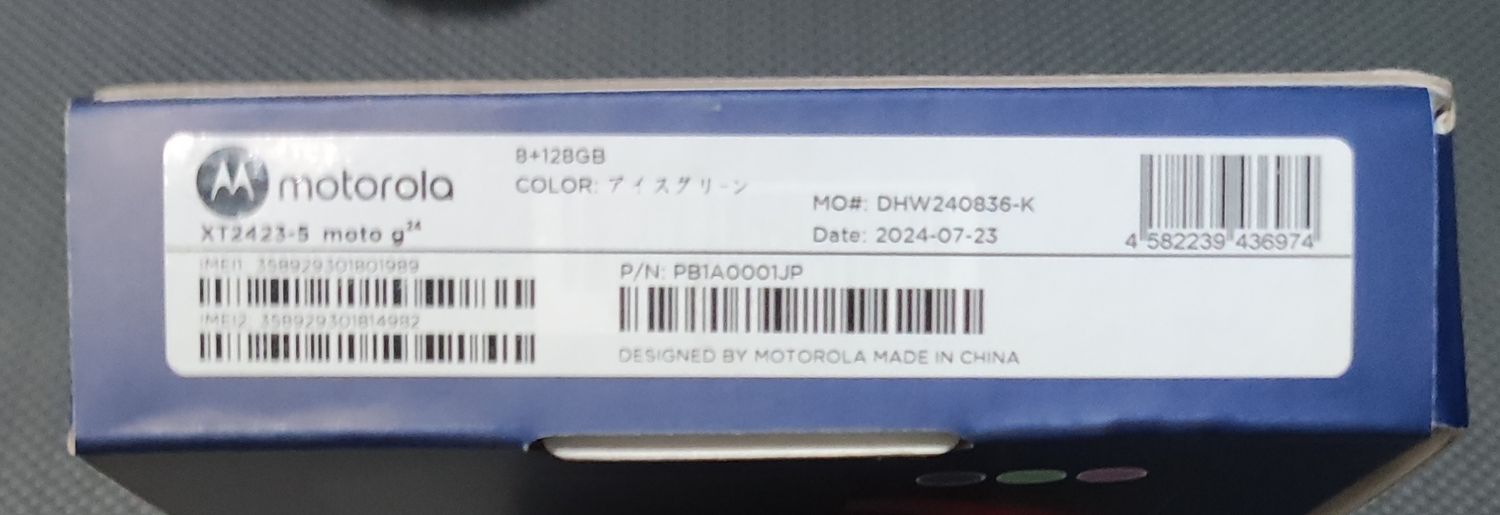 motorola
XT2423-5 moto g24
8+128GB
COLOR: アイスグリーン
MO#: DHW240836-K
Date: 2024-07-23
4 582239 436974
IMEI1 358929301801989
IMEI2 358929301814982
P/N: PB1A0001JP
DESIGNED BY MOTOROLA MADE IN CHINA